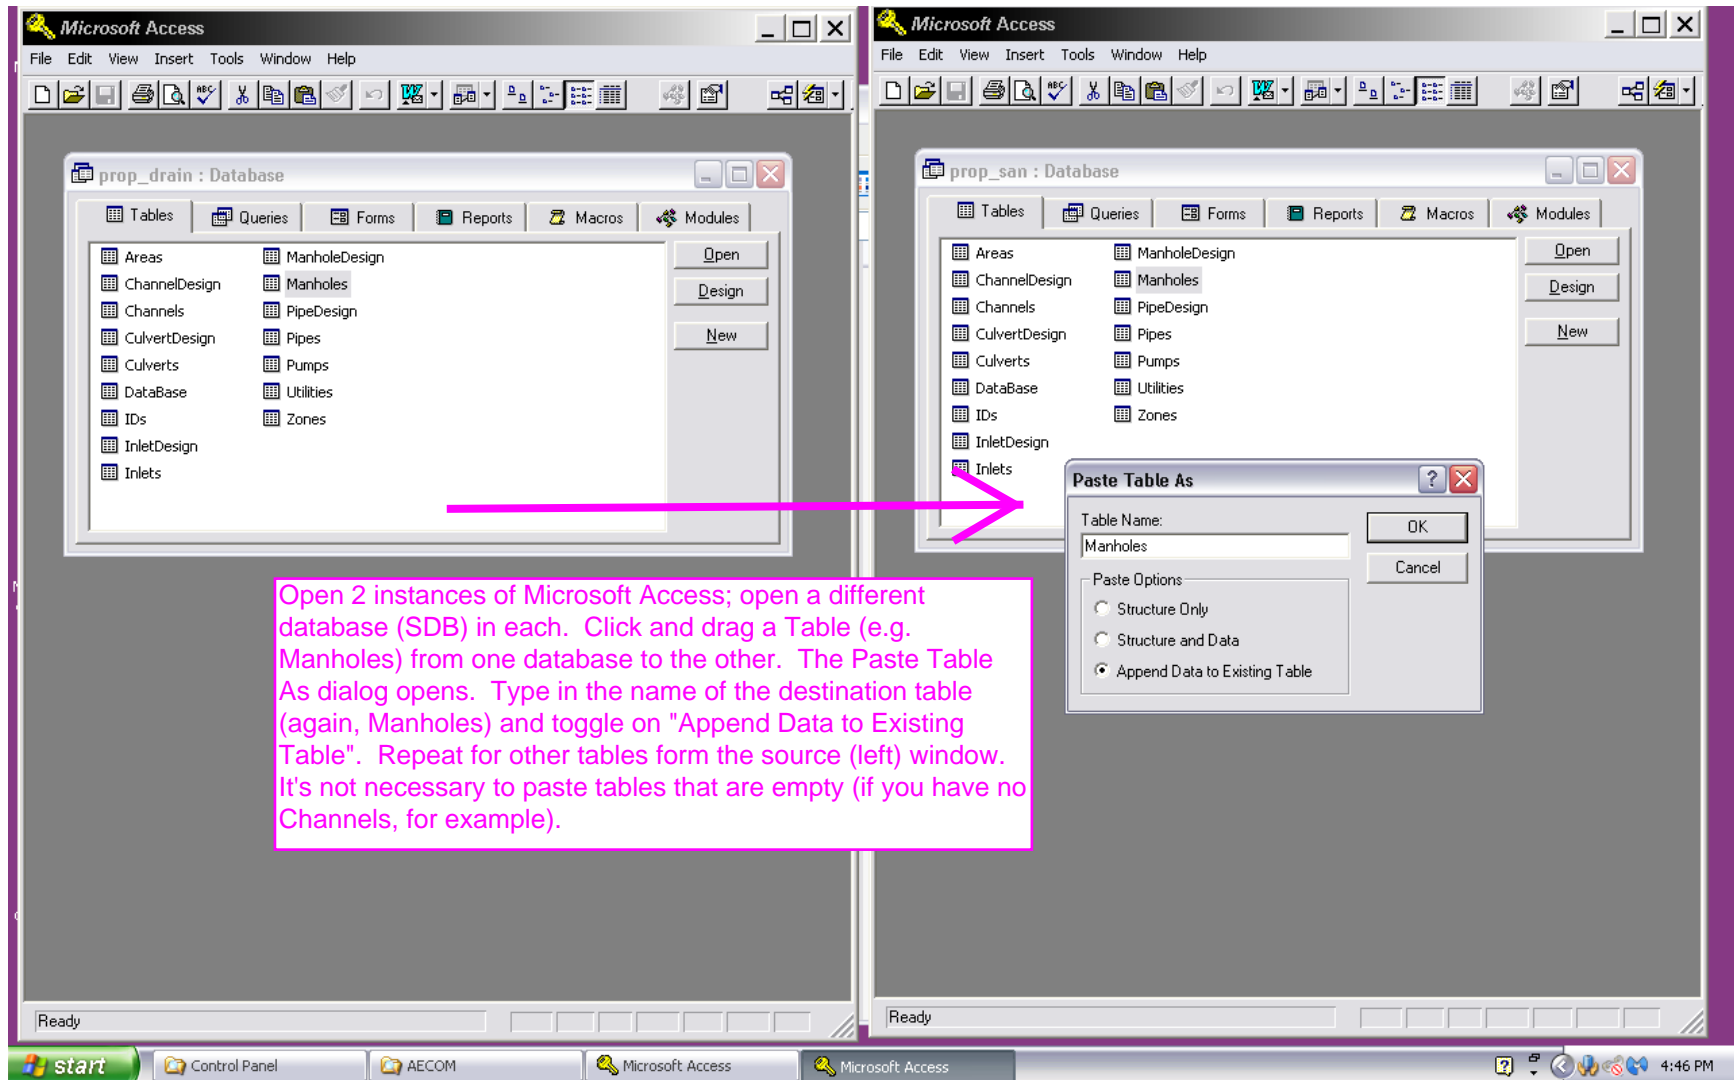 Microsoft Access
File Edit View Insert Tools Window Help
prop_drain : Database
Tables Queries Forms Reports Macros Modules
Areas
ChannelDesign
Channels
CulvertDesign
Culverts
DataBase
IDs
InletDesign
Inlets
ManholeDesign
Manholes
PipeDesign
Pipes
Pumps
Utilities
Zones
Open
Design
New
Ready
Microsoft Access
File Edit View Insert Tools Window Help
prop_san : Database
Tables Queries Forms Reports Macros Modules
Areas
ChannelDesign
Channels
CulvertDesign
Culverts
DataBase
IDs
InletDesign
Inlets
ManholeDesign
Manholes
PipeDesign
Pipes
Pumps
Utilities
Zones
Open
Design
New
Paste Table As
Table Name:
Manholes
OK
Cancel
Paste Options
Structure Only
Structure and Data
Append Data to Existing Table
Ready
Open 2 instances of Microsoft Access; open a different
database (SDB) in each. Click and drag a Table (e.g.
Manholes) from one database to the other. The Paste Table
As dialog opens. Type in the name of the destination table
(again, Manholes) and toggle on "Append Data to Existing
Table". Repeat for other tables form the source (left) window.
It's not necessary to paste tables that are empty (if you have no
Channels, for example).
start Control Panel AECOM Microsoft Access Microsoft Access 4:46 PM